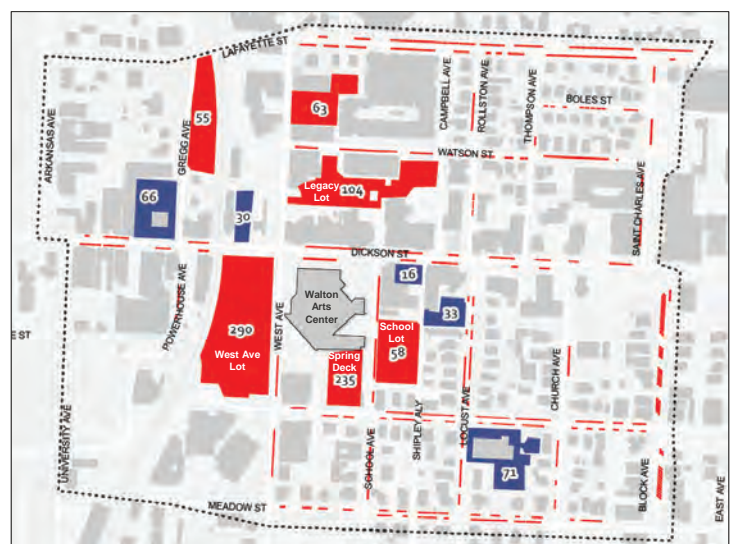 LAFAYETTE ST
ARKANSAS AVE
GREGG AVE
55
63
CAMPBELL AVE
ROLLSTON AVE
THOMPSON AVE
BOLES ST
WATSON ST
SAINT CHARLES AVE
66
30
Legacy
Lot
104
DICKSON ST
16
33
POWERHOUSE AVE
WEST AVE
Walton
Arts
Center
290
West Ave
Lot
School
Lot
58
Spring
Deck
235
E ST
UNIVERSITY AVE
SCHOOL AVE
SHIPLEY ALY
LOCUST AVE
CHURCH AVE
71
BLOCK AVE
EAST AVE
MEADOW ST